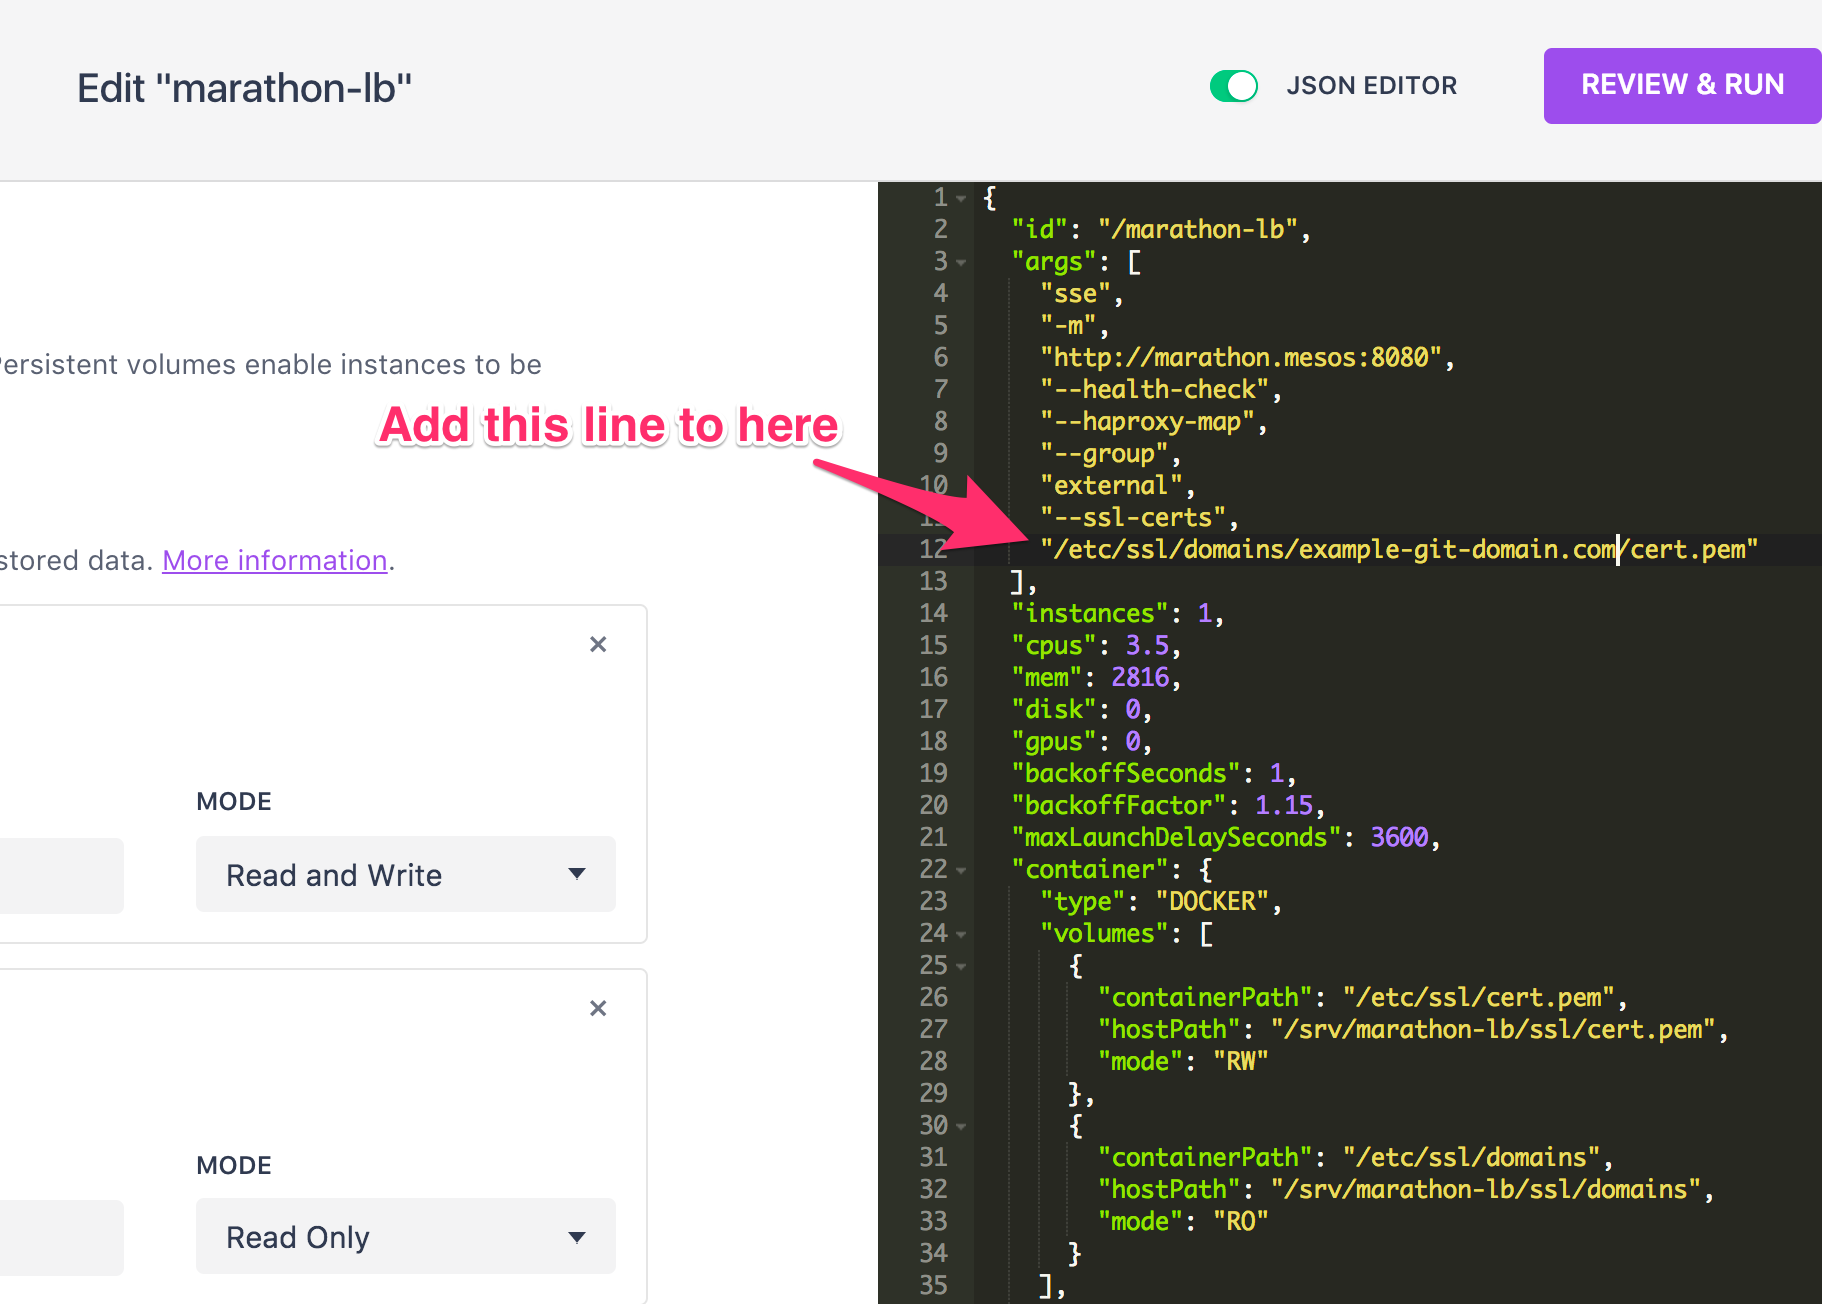 Edit "marathon-lb"
JSON EDITOR
REVIEW & RUN
Persistent volumes enable instances to be
Add this line to here
stored data. More information.
MODE
Read and Write
MODE
Read Only
1 {
2 "id": "/marathon-lb",
3 "args": [
4 "sse",
5 "-m",
6 "http://marathon.mesos:8080",
7 "--health-check",
8 "--haproxy-map",
9 "--group",
10 "external",
11 "--ssl-certs",
12 "/etc/ssl/domains/example-git-domain.com/cert.pem"
13 ],
14 "instances": 1,
15 "cpus": 3.5,
16 "mem": 2816,
17 "disk": 0,
18 "gpus": 0,
19 "backoffSeconds": 1,
20 "backoffFactor": 1.15,
21 "maxLaunchDelaySeconds": 3600,
22 "container": {
23 "type": "DOCKER",
24 "volumes": [
25 {
26 "containerPath": "/etc/ssl/cert.pem",
27 "hostPath": "/srv/marathon-lb/ssl/cert.pem",
28 "mode": "RW"
29 },
30 {
31 "containerPath": "/etc/ssl/domains",
32 "hostPath": "/srv/marathon-lb/ssl/domains",
33 "mode": "RO"
34 }
35 ],